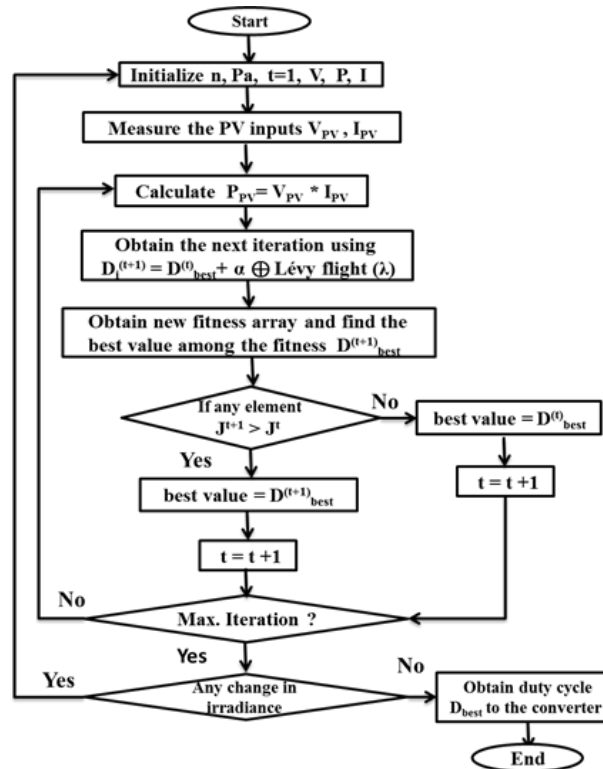 Start
Initialize n, Pa, t=1, V, P, I
Measure the PV inputs V_PV , I_PV
Calculate P_PV= V_PV * I_PV
Obtain the next iteration using
D_i^(t+1) = D^(t)_best+ α ⊕ Lévy flight (λ)
Obtain new fitness array and find the
best value among the fitness D^(t+1)_best
If any element
J^t+1 > J^t
No
best value = D^(t)_best
t = t +1
Yes
best value = D^(t+1)_best
t = t +1
No
Max. Iteration ?
Yes
Yes
Any change in
irradiance
No
Obtain duty cycle
D_best to the converter
End